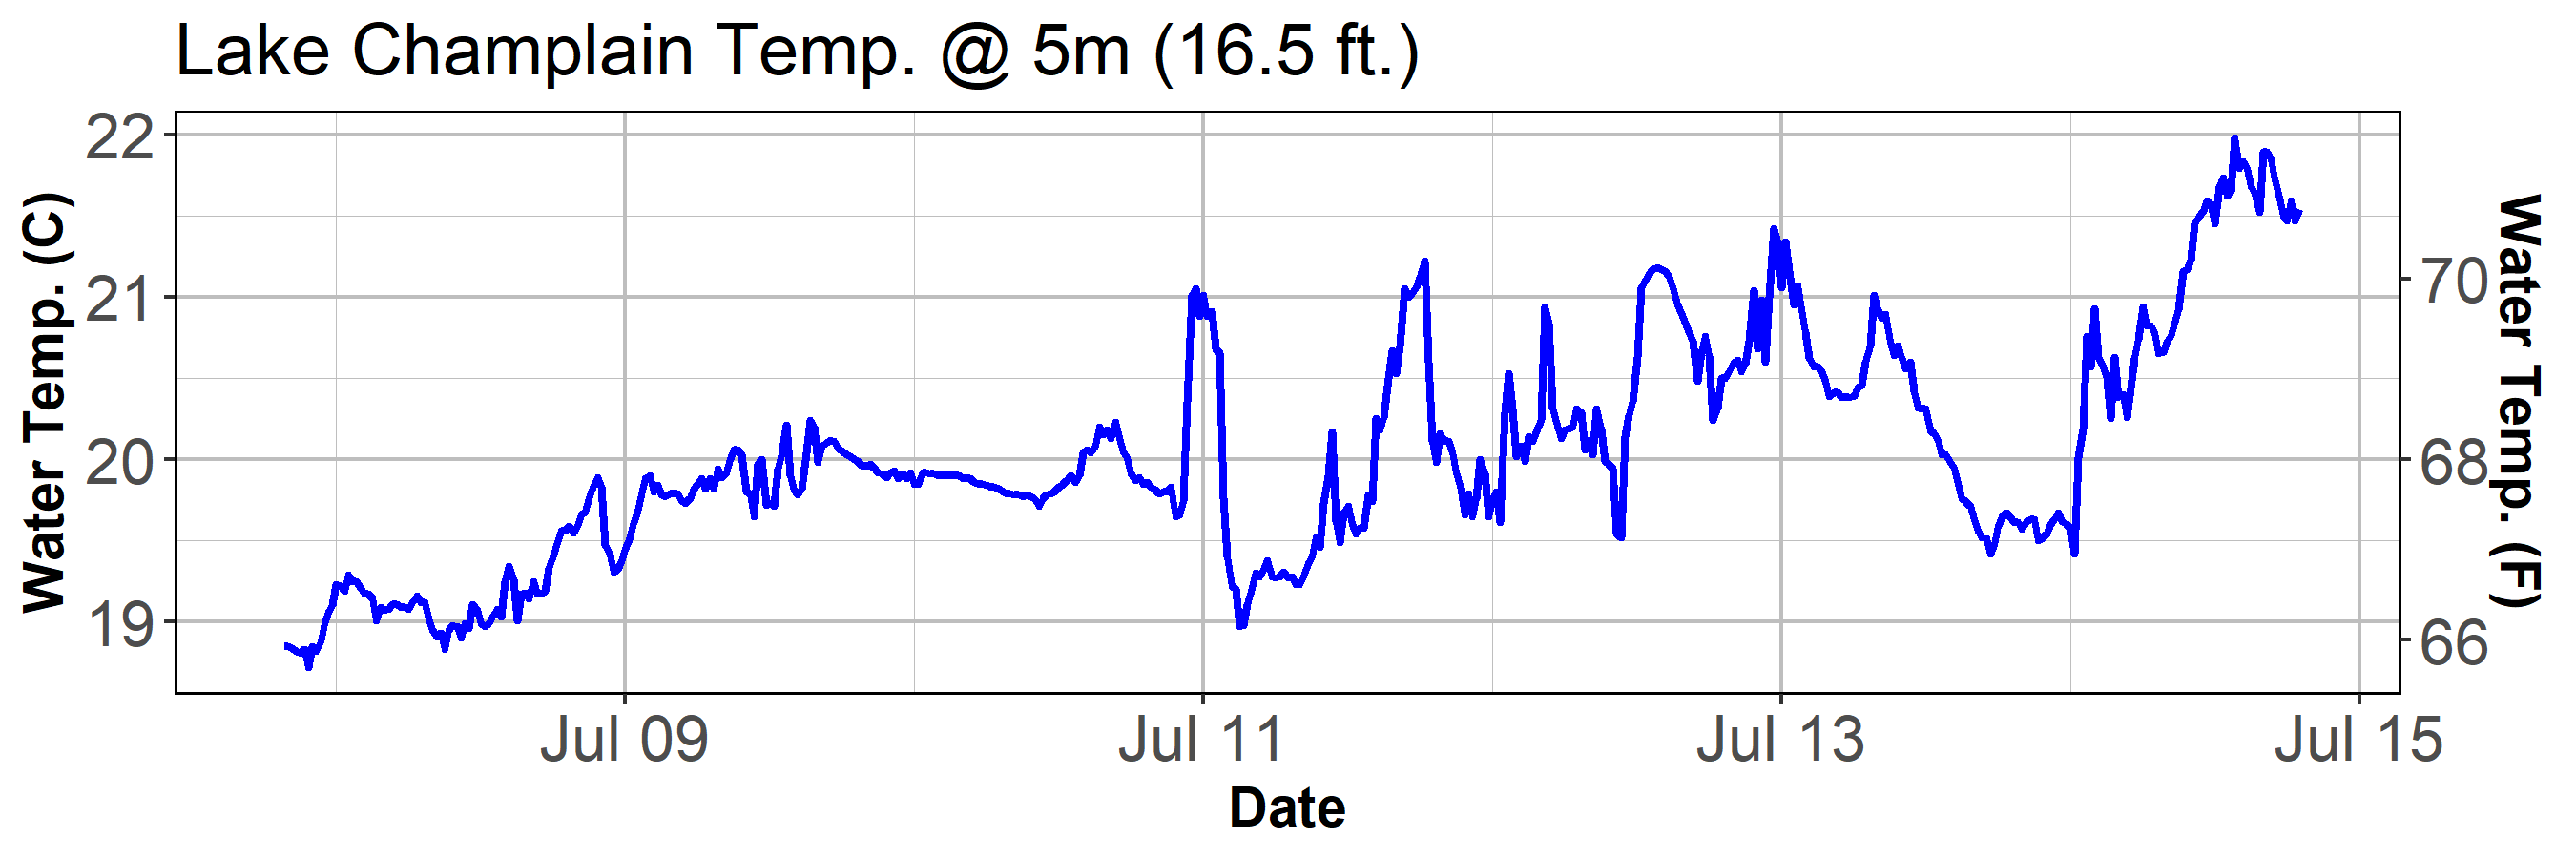 Lake Champlain Temp. @ 5m (16.5 ft.)
Water Temp. (C)
22
21
20
19
70
68
66
Water Temp. (F)
Jul 09
Jul 11
Jul 13
Jul 15
Date